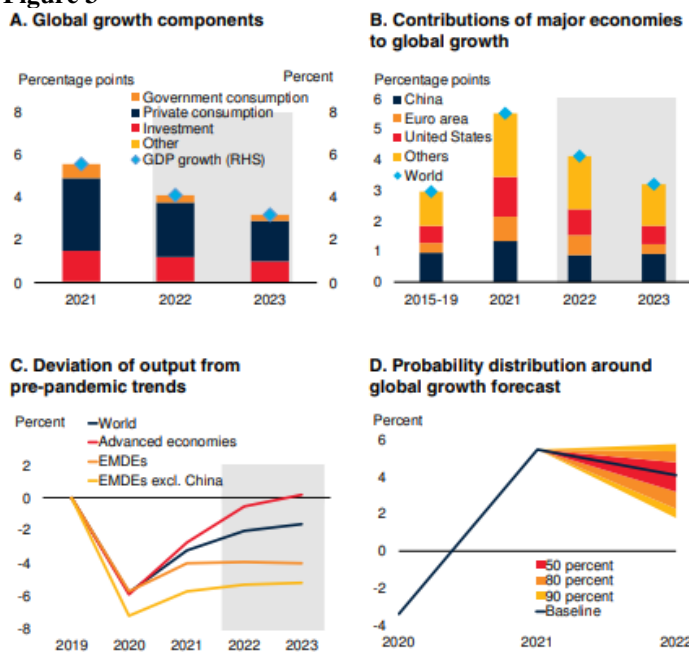 Figure 3
A. Global growth components
Percentage points
Percent
Government consumption
Private consumption
Investment
Other
GDP growth (RHS)
8
6
4
2
0
8
6
4
2
0
2021
2022
2023
B. Contributions of major economies
to global growth
Percentage points
China
Euro area
United States
Others
World
6
5
4
3
2
1
0
2015-19
2021
2022
2023
C. Deviation of output from
pre-pandemic trends
Percent
World
Advanced economies
EMDEs
EMDEs excl. China
2
0
-2
-4
-6
-8
2019
2020
2021
2022
2023
D. Probability distribution around
global growth forecast
Percent
6
4
2
0
-2
-4
50 percent
80 percent
90 percent
Baseline
2020
2021
2022